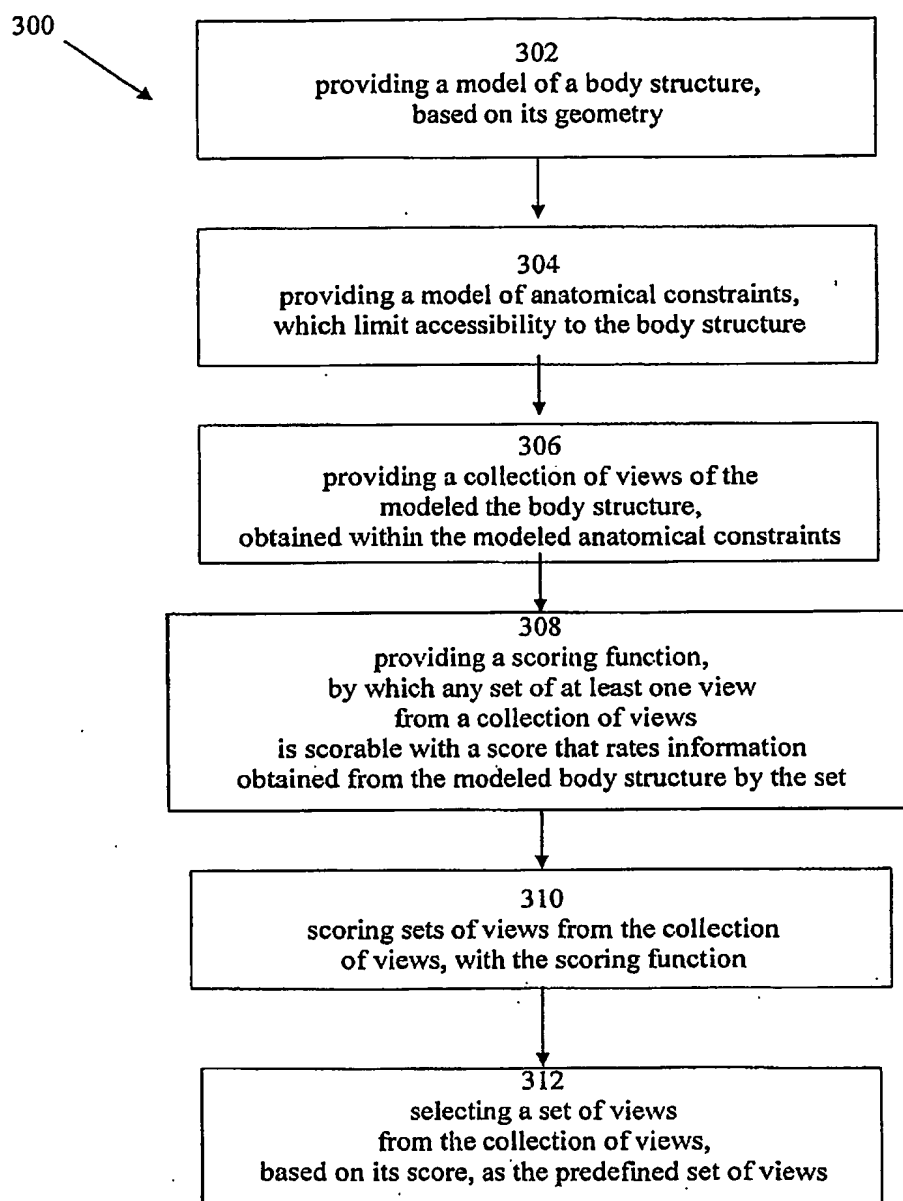 300
302
providing a model of a body structure,
based on its geometry
304
providing a model of anatomical constraints,
which limit accessibility to the body structure
306
providing a collection of views of the
modeled the body structure,
obtained within the modeled anatomical constraints
308
providing a scoring function,
by which any set of at least one view
from a collection of views
is scorable with a score that rates information
obtained from the modeled body structure by the set
310
scoring sets of views from the collection
of views, with the scoring function
312
selecting a set of views
from the collection of views,
based on its score, as the predefined set of views